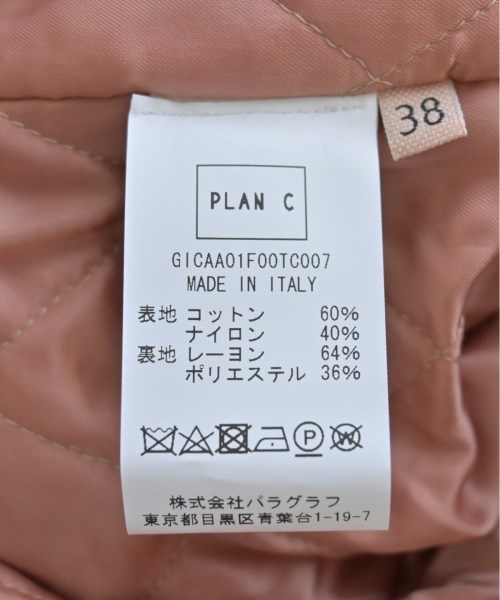 38
PLAN C
GICAA01F00TC007
MADE IN ITALY
表地 コットン 60%
ナイロン 40%
裏地 レーヨン 64%
ポリエステル 36%
P
W
株式会社パラグラフ
東京都目黒区青葉台1-19-7